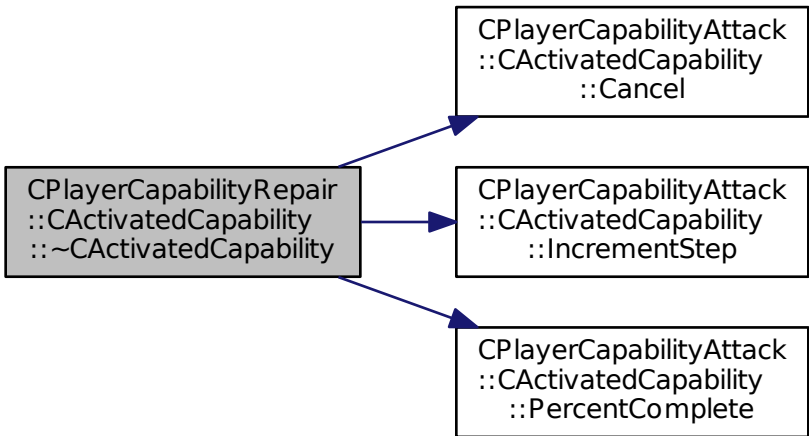 CPlayerCapabilityRepair
::CActivatedCapability
::~CActivatedCapability
CPlayerCapabilityAttack
::CActivatedCapability
::Cancel
CPlayerCapabilityAttack
::CActivatedCapability
::IncrementStep
CPlayerCapabilityAttack
::CActivatedCapability
::PercentComplete